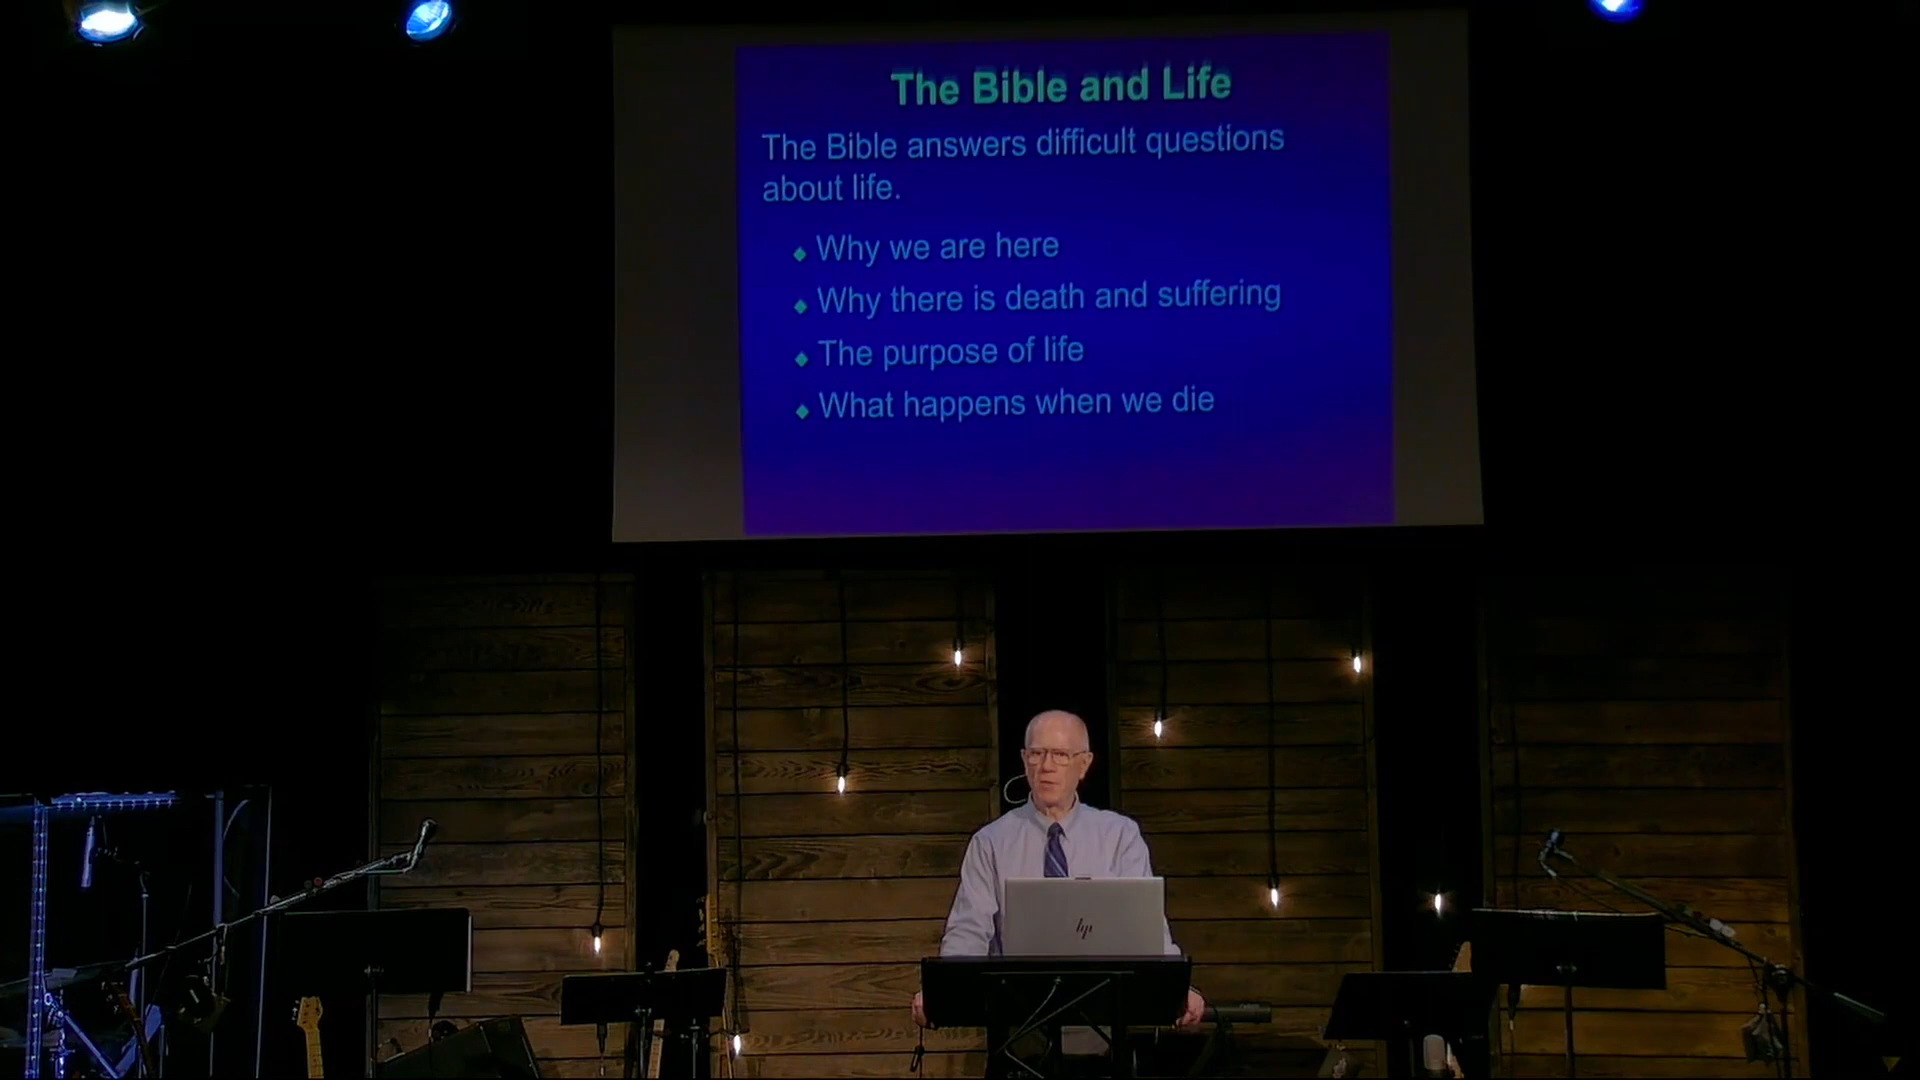 The Bible and Life
The Bible answers difficult questions
about life.
Why we are here
Why there is death and suffering
The purpose of life
What happens when we die
hp